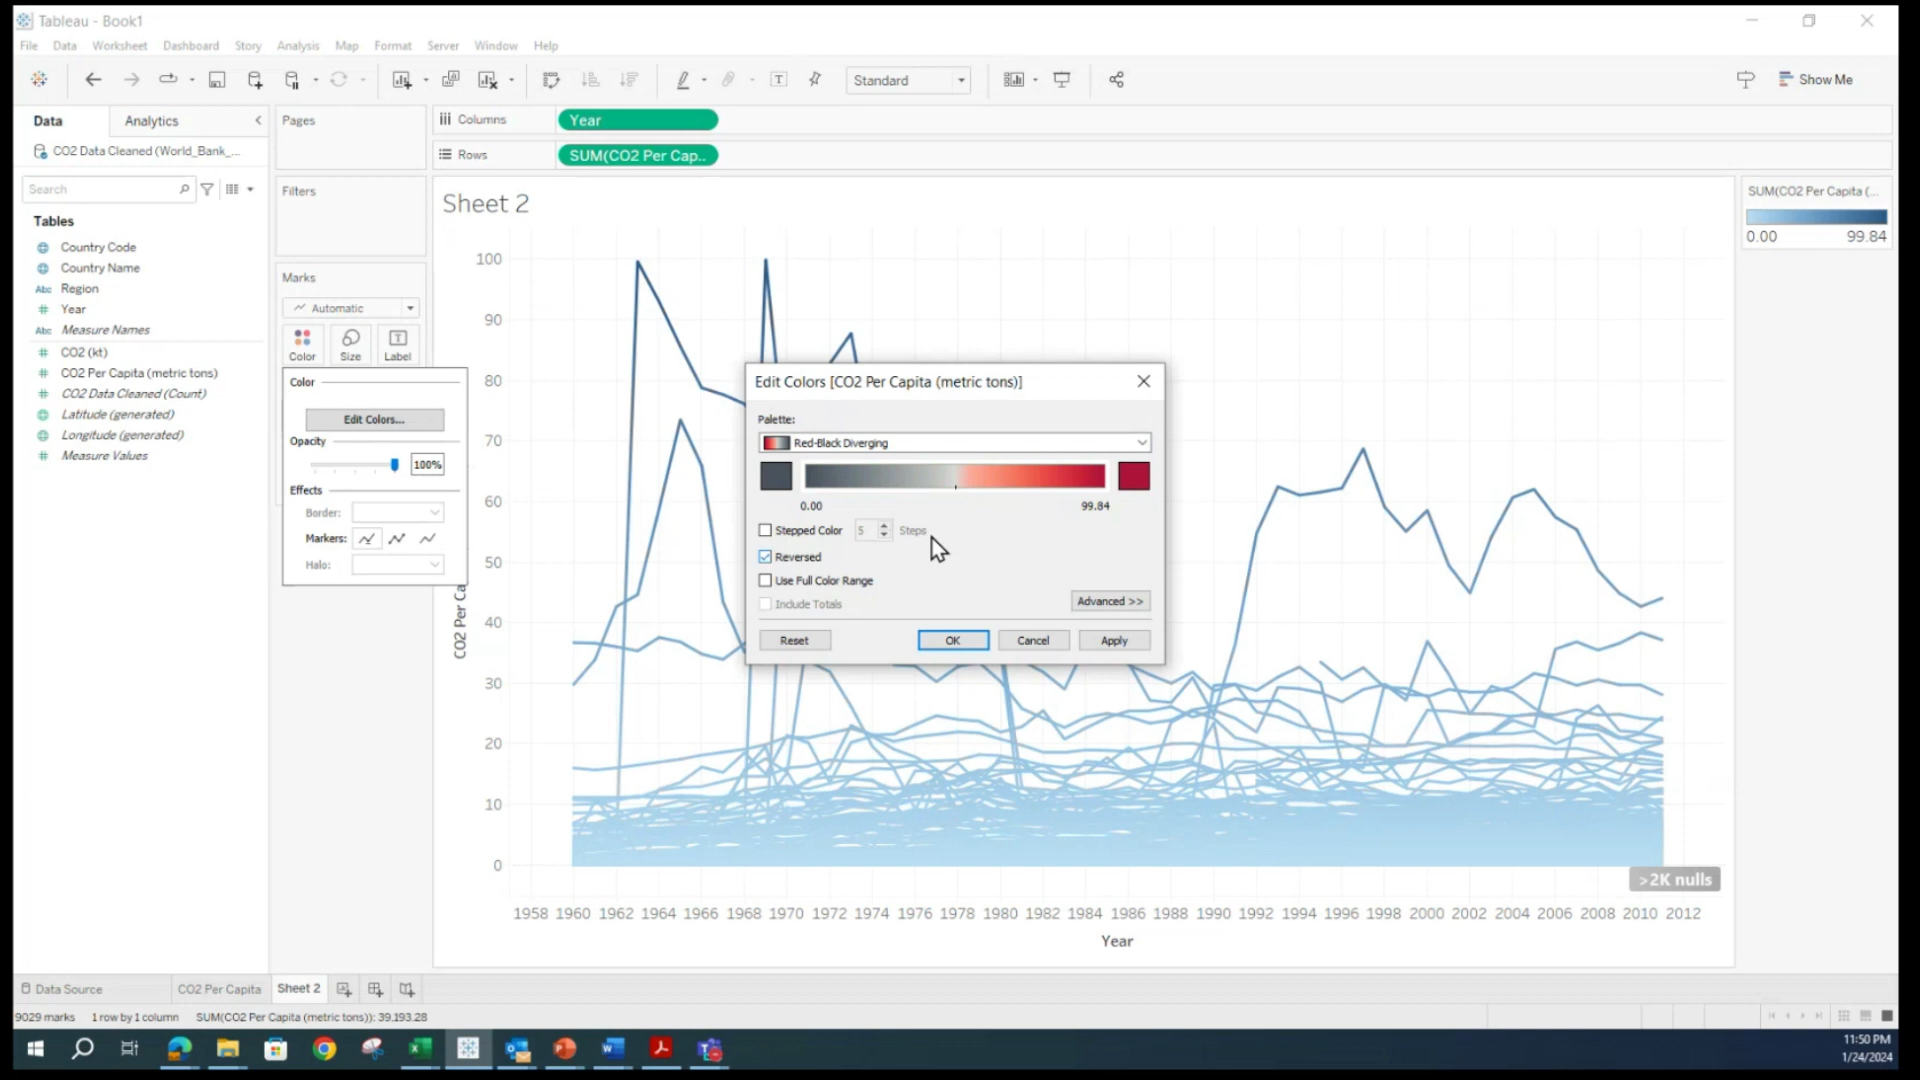 Tableau - Book1
File Data Worksheet Dashboard Story Analysis Map Format Server Window Help
Standard
Show Me
Data
Analytics
CO2 Data Cleaned (World_Bank_...
Search
Tables
Country Code
Country Name
Abc Region
Year
Abc Measure Names
CO2 (kt)
CO2 Per Capita (metric tons)
CO2 Data Cleaned (Count)
Latitude (generated)
Longitude (generated)
Measure Values
Pages
Filters
Marks
Automatic
Color Size Label
Color
Edit Colors...
Opacity
100%
Effects
Border:
Markers:
Halo:
Columns
Year
Rows
SUM(CO2 Per Cap..
Sheet 2
100
90
80
70
60
50
40
30
20
10
0
CO2 Per Ca
1958 1960 1962 1964 1966 1968 1970 1972 1974 1976 1978 1980 1982 1984 1986 1988 1990 1992 1994 1996 1998 2000 2002 2004 2006 2008 2010 2012
Year
>2K nulls
Edit Colors [CO2 Per Capita (metric tons)]
Palette:
Red-Black Diverging
0.00 99.84
Stepped Color 5 Steps
Reversed
Use Full Color Range
Include Totals
Advanced >>
Reset OK Cancel Apply
SUM(CO2 Per Capita (...
0.00 99.84
Data Source
CO2 Per Capita
Sheet 2
9029 marks 1 row by 1 column SUM(CO2 Per Capita (metric tons)): 39,193.28
11:50 PM
1/24/2024